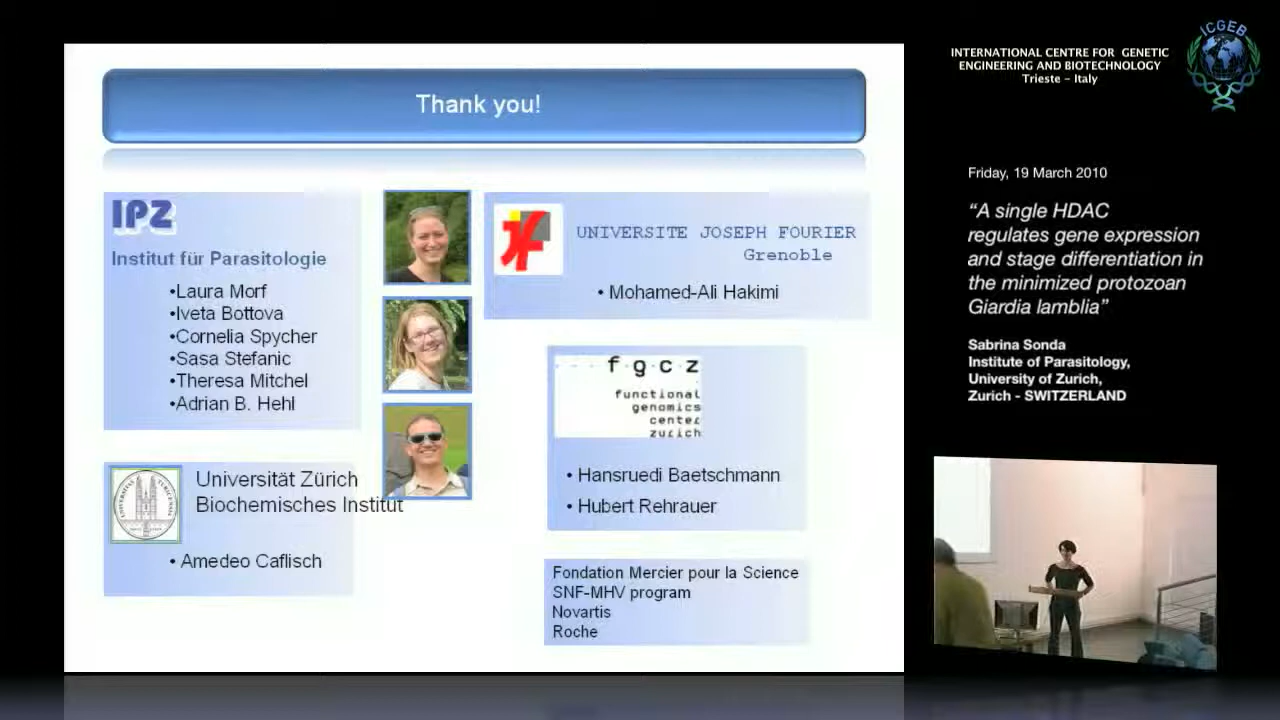 Thank you!
IPZ
Institut für Parasitologie
•Laura Morf
•Iveta Bottova
•Cornelia Spycher
•Sasa Stefanic
•Theresa Mitchel
•Adrian B. Hehl
Universität Zürich
Biochemisches Institut
• Amedeo Caflisch
UNIVERSITE JOSEPH FOURIER
Grenoble
• Mohamed-Ali Hakimi
f g c z
functional
genomics
center
zurich
• Hansruedi Baetschmann
• Hubert Rehrauer
Fondation Mercier pour la Science
SNF-MHV program
Novartis
Roche
INTERNATIONAL CENTRE FOR GENETIC
ENGINEERING AND BIOTECHNOLOGY
Trieste – Italy
ICGEB
Friday, 19 March 2010
“A single HDAC
regulates gene expression
and stage differentiation in
the minimized protozoan
Giardia lamblia”
Sabrina Sonda
Institute of Parasitology,
University of Zurich,
Zurich - SWITZERLAND